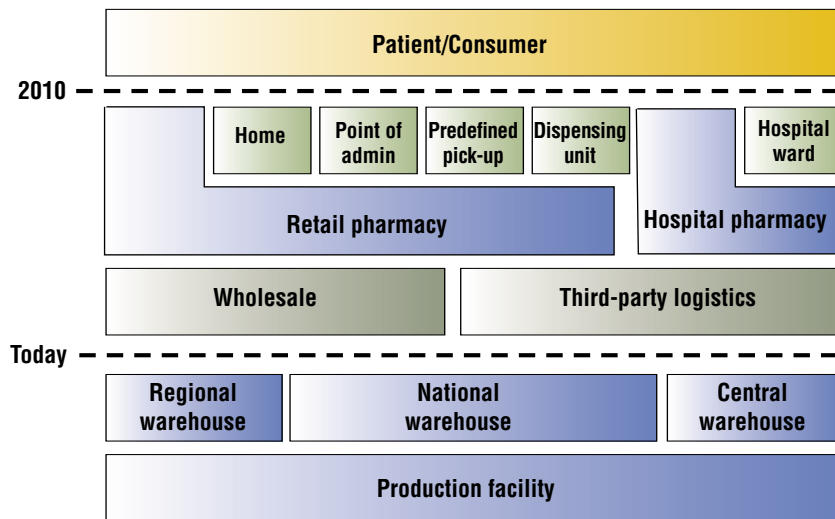 Patient/Consumer
2010
Home
Point of
admin
Predefined
pick-up
Dispensing
unit
Hospital
ward
Retail pharmacy
Hospital pharmacy
Wholesale
Third-party logistics
Today
Regional
warehouse
National
warehouse
Central
warehouse
Production facility